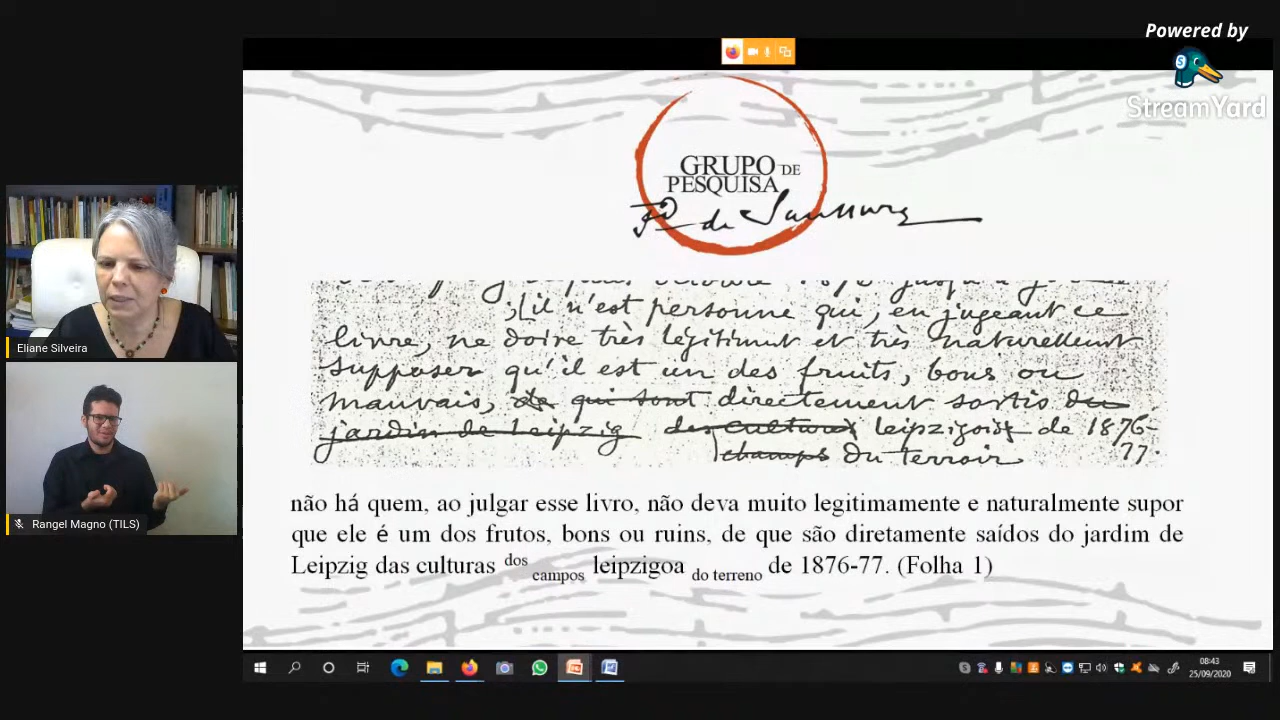 Powered by
StreamYard
GRUPO DE
PESQUISA
Fd de Saussure
;[il n'est personne qui, en jugeant ce
livre, ne doive très légitimnt et très naturellement
supposer qu'il est un des fruits, bons ou
mauvais, de qui sont directement sortis du
jardin de Leipzig des cultures leipzigois de 1876-
champs du terroir 77.
não há quem, ao julgar esse livro, não deva muito legitimamente e naturalmente supor
que ele é um dos frutos, bons ou ruins, de que são diretamente saídos do jardim de
Leipzig das culturas dos campos leipzigoa do terreno de 1876-77. (Folha 1)
Eliane Silveira
Rangel Magno (TILS)
08:43
25/09/2020